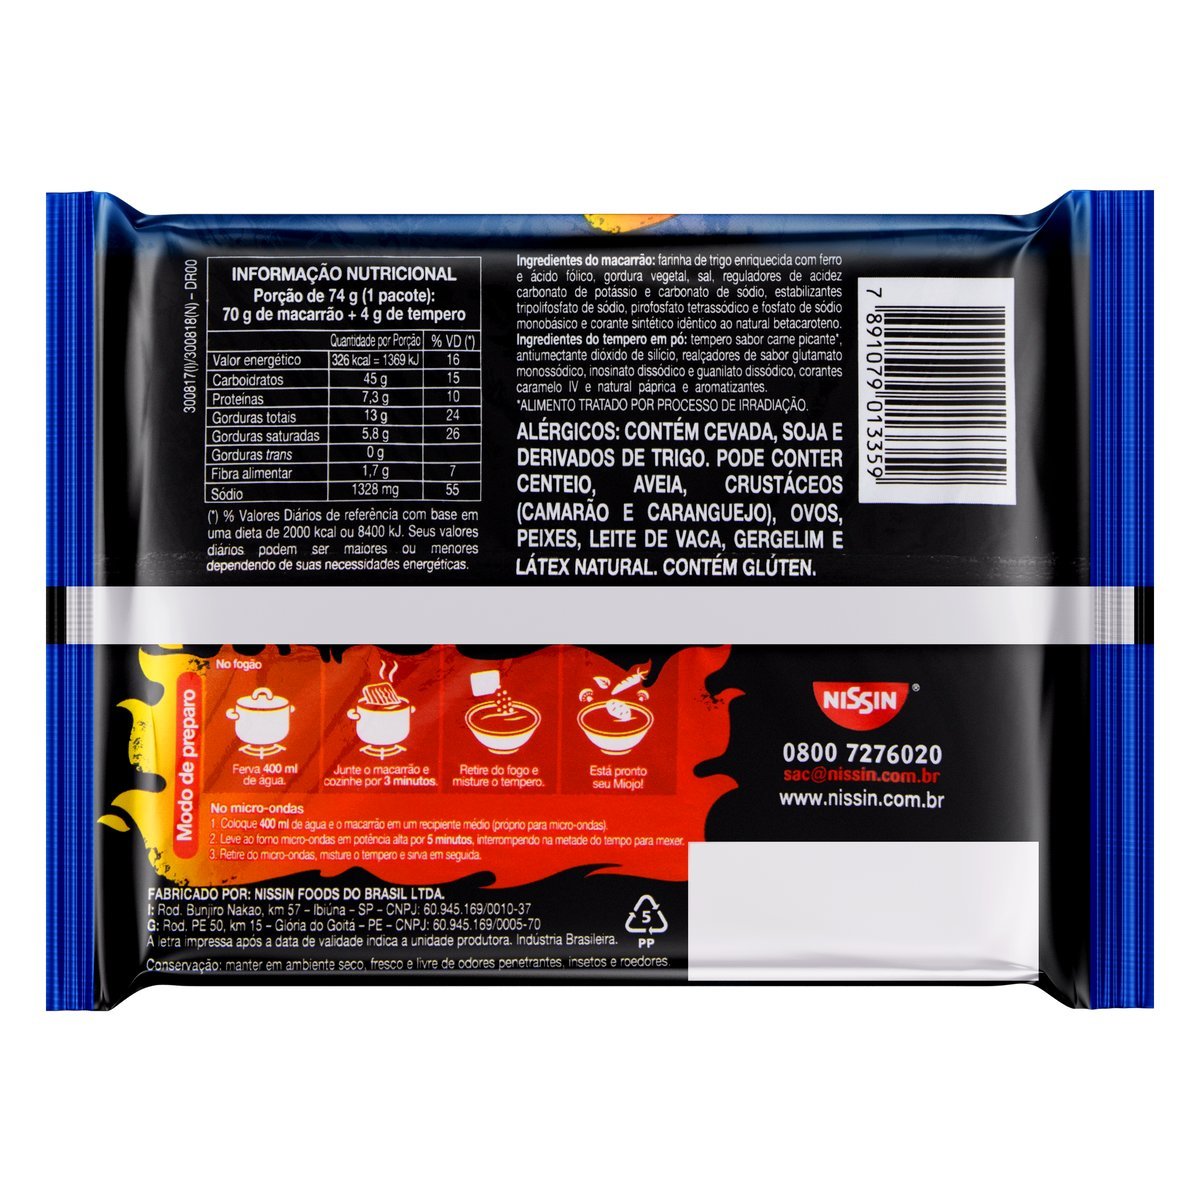 300817(I)/300818(N) – DR00
INFORMAÇÃO NUTRICIONAL
Porção de 74 g (1 pacote):
70 g de macarrão + 4 g de tempero
Quantidade por Porção % VD (*)
Valor energético 326 kcal = 1369 kJ 16
Carboidratos 45 g 15
Proteínas 7,3 g 10
Gorduras totais 13 g 24
Gorduras saturadas 5,8 g 26
Gorduras trans 0 g
Fibra alimentar 1,7 g 7
Sódio 1328 mg 55
(*) % Valores Diários de referência com base em
uma dieta de 2000 kcal ou 8400 kJ. Seus valores
diários podem ser maiores ou menores
dependendo de suas necessidades energéticas.
Ingredientes do macarrão: farinha de trigo enriquecida com ferro
e ácido fólico, gordura vegetal, sal, reguladores de acidez
carbonato de potássio e carbonato de sódio, estabilizantes
tripolifosfato de sódio, pirofosfato tetrassódico e fosfato de sódio
monobásico e corante sintético idêntico ao natural betacaroteno.
Ingredientes do tempero em pó: tempero sabor carne picante*,
antiumectante dióxido de silício, realçadores de sabor glutamato
monossódico, inosinato dissódico e guanilato dissódico, corantes
caramelo IV e natural páprica e aromatizantes.
*ALIMENTO TRATADO POR PROCESSO DE IRRADIAÇÃO.
ALÉRGICOS: CONTÉM CEVADA, SOJA E
DERIVADOS DE TRIGO. PODE CONTER
CENTEIO, AVEIA, CRUSTÁCEOS
(CAMARÃO E CARANGUEJO), OVOS,
PEIXES, LEITE DE VACA, GERGELIM E
LÁTEX NATURAL. CONTÉM GLÚTEN.
7 891079 013359
Modo de preparo
No fogão
Ferva 400 ml
de água.
Junte o macarrão e
cozinhe por 3 minutos.
Retire do fogo e
misture o tempero.
Está pronto
seu Miojo!
No micro-ondas
1. Coloque 400 ml de água e o macarrão em um recipiente médio (próprio para micro-ondas).
2. Leve ao forno micro-ondas em potência alta por 5 minutos, interrompendo na metade do tempo para mexer.
3. Retire do micro-ondas, misture o tempero e sirva em seguida.
NISSIN ®
0800 7276020
sac@nissin.com.br
www.nissin.com.br
FABRICADO POR: NISSIN FOODS DO BRASIL LTDA.
I: Rod. Bunjiro Nakao, km 57 – Ibiúna – SP – CNPJ: 60.945.169/0010-37
G: Rod. PE 50, km 15 – Glória do Goitá – PE – CNPJ: 60.945.169/0005-70
A letra impressa após a data de validade indica a unidade produtora. Indústria Brasileira.
Conservação: manter em ambiente seco, fresco e livre de odores penetrantes, insetos e roedores.
5
PP